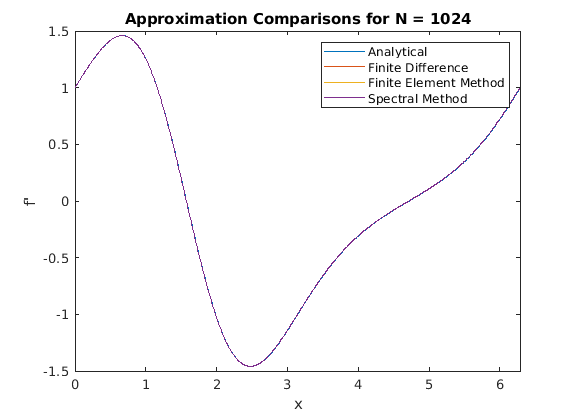 Approximation Comparisons for N = 1024
1.5
1
0.5
0
-0.5
-1
-1.5
f'
Analytical
Finite Difference
Finite Element Method
Spectral Method
0 1 2 3 4 5 6
x